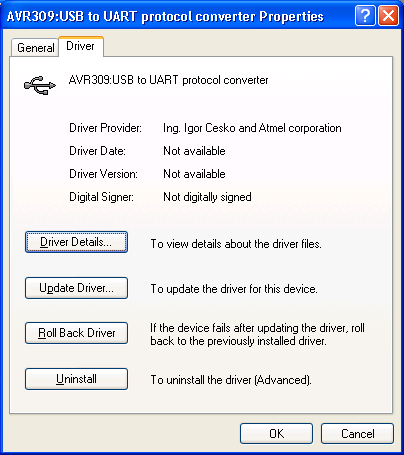 AVR309:USB to UART protocol converter Properties
General
Driver
AVR309:USB to UART protocol converter
Driver Provider: Ing. Igor Cesko and Atmel corporation
Driver Date: Not available
Driver Version: Not available
Digital Signer: Not digitally signed
Driver Details... To view details about the driver files.
Update Driver... To update the driver for this device.
Roll Back Driver If the device fails after updating the driver, roll
back to the previously installed driver.
Uninstall To uninstall the driver (Advanced).
OK Cancel